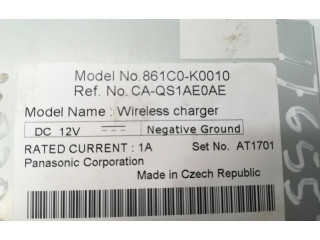 Model No.861C0-K0010
Ref. No.CA-QS1AE0AE
Model Name : Wireless charger
DC 12V
Negative Ground
RATED CURRENT : 1A
Set No. AT1701
Panasonic Corporation
Made in Czech Republic